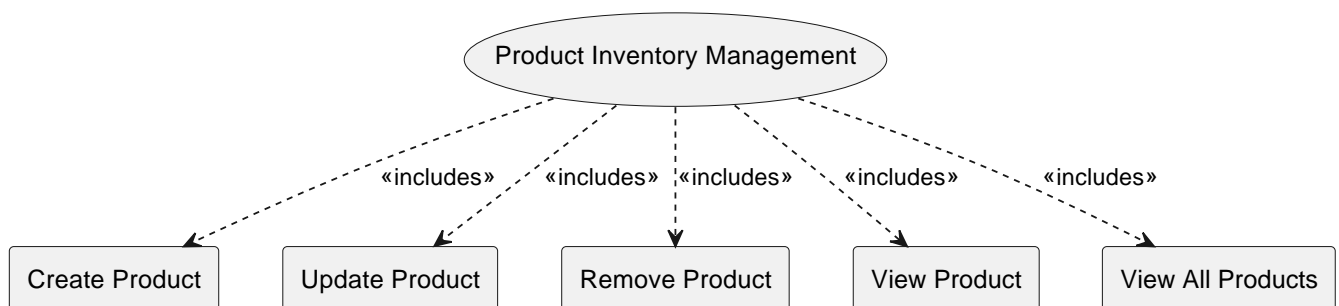 Product Inventory Management
«includes» «includes» «includes» «includes» «includes»
Create Product Update Product Remove Product View Product View All Products